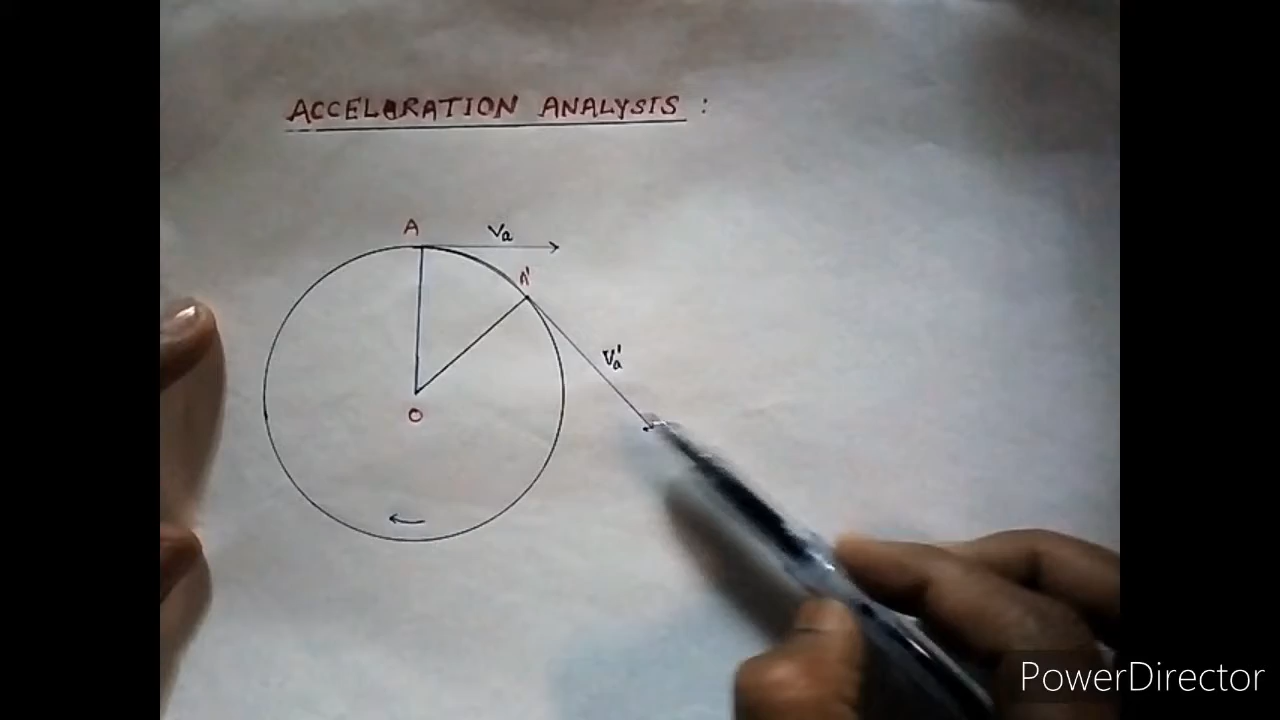 ACCELERATION ANALYSIS :
A
Va
A'
Va'
O
PowerDirector